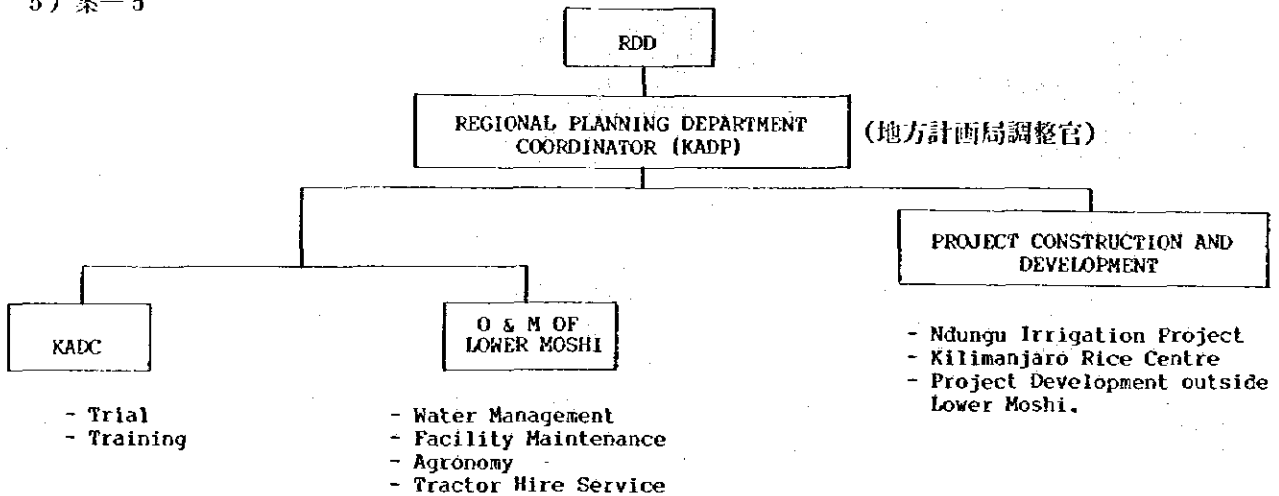 5) 案－5
RDD
REGIONAL PLANNING DEPARTMENT
COORDINATOR (KADP)
(地方計画局調整官)
PROJECT CONSTRUCTION AND
DEVELOPMENT
KADC
O & M OF
LOWER MOSHI
- Trial
- Training
- Water Management
- Facility Maintenance
- Agronomy
- Tractor Hire Service
- Ndungu Irrigation Project
- Kilimanjaro Rice Centre
- Project Development outside
Lower Moshi.